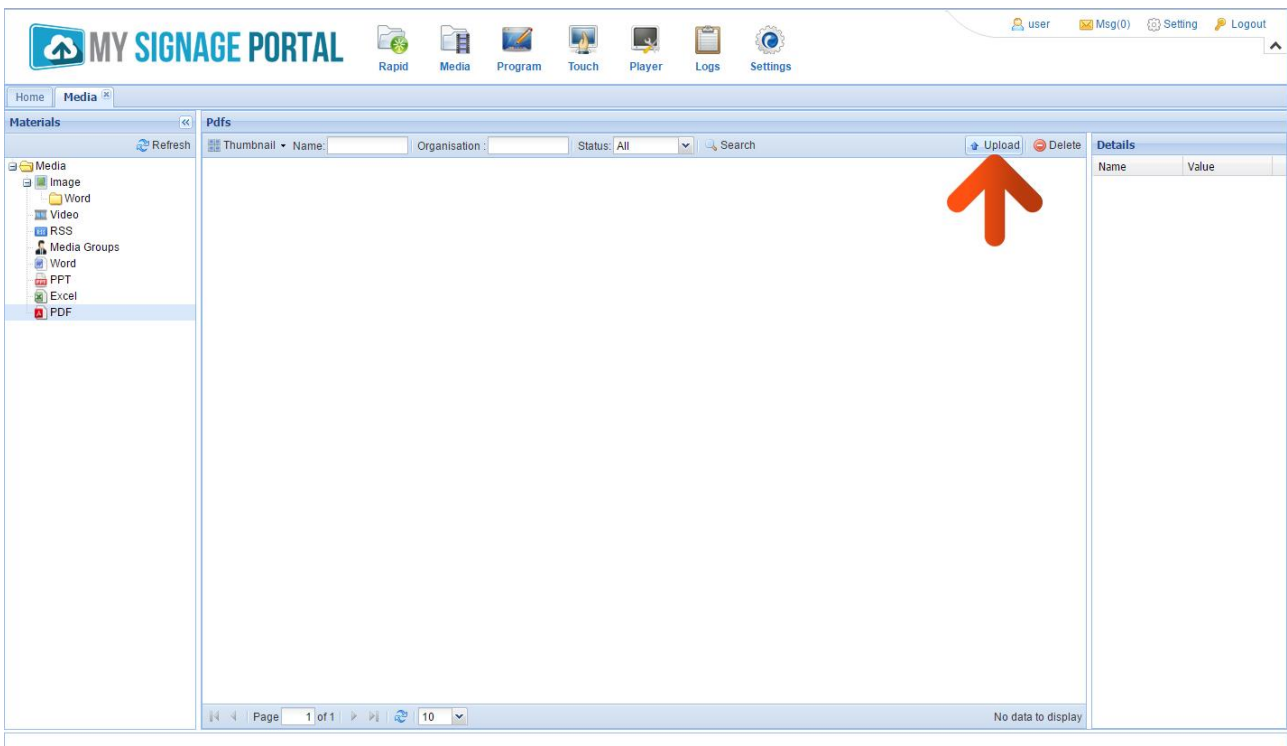 user Msg(0) Setting Logout
MY SIGNAGE PORTAL
Rapid Media Program Touch Player Logs Settings
Home Media
Materials
Refresh
Media
Image
Word
Video
RSS
Media Groups
Word
PPT
Excel
PDF
Pdfs
Thumbnail Name: Organisation : Status: All Search Upload Delete
Details
Name Value
Page 1 of 1 10 No data to display